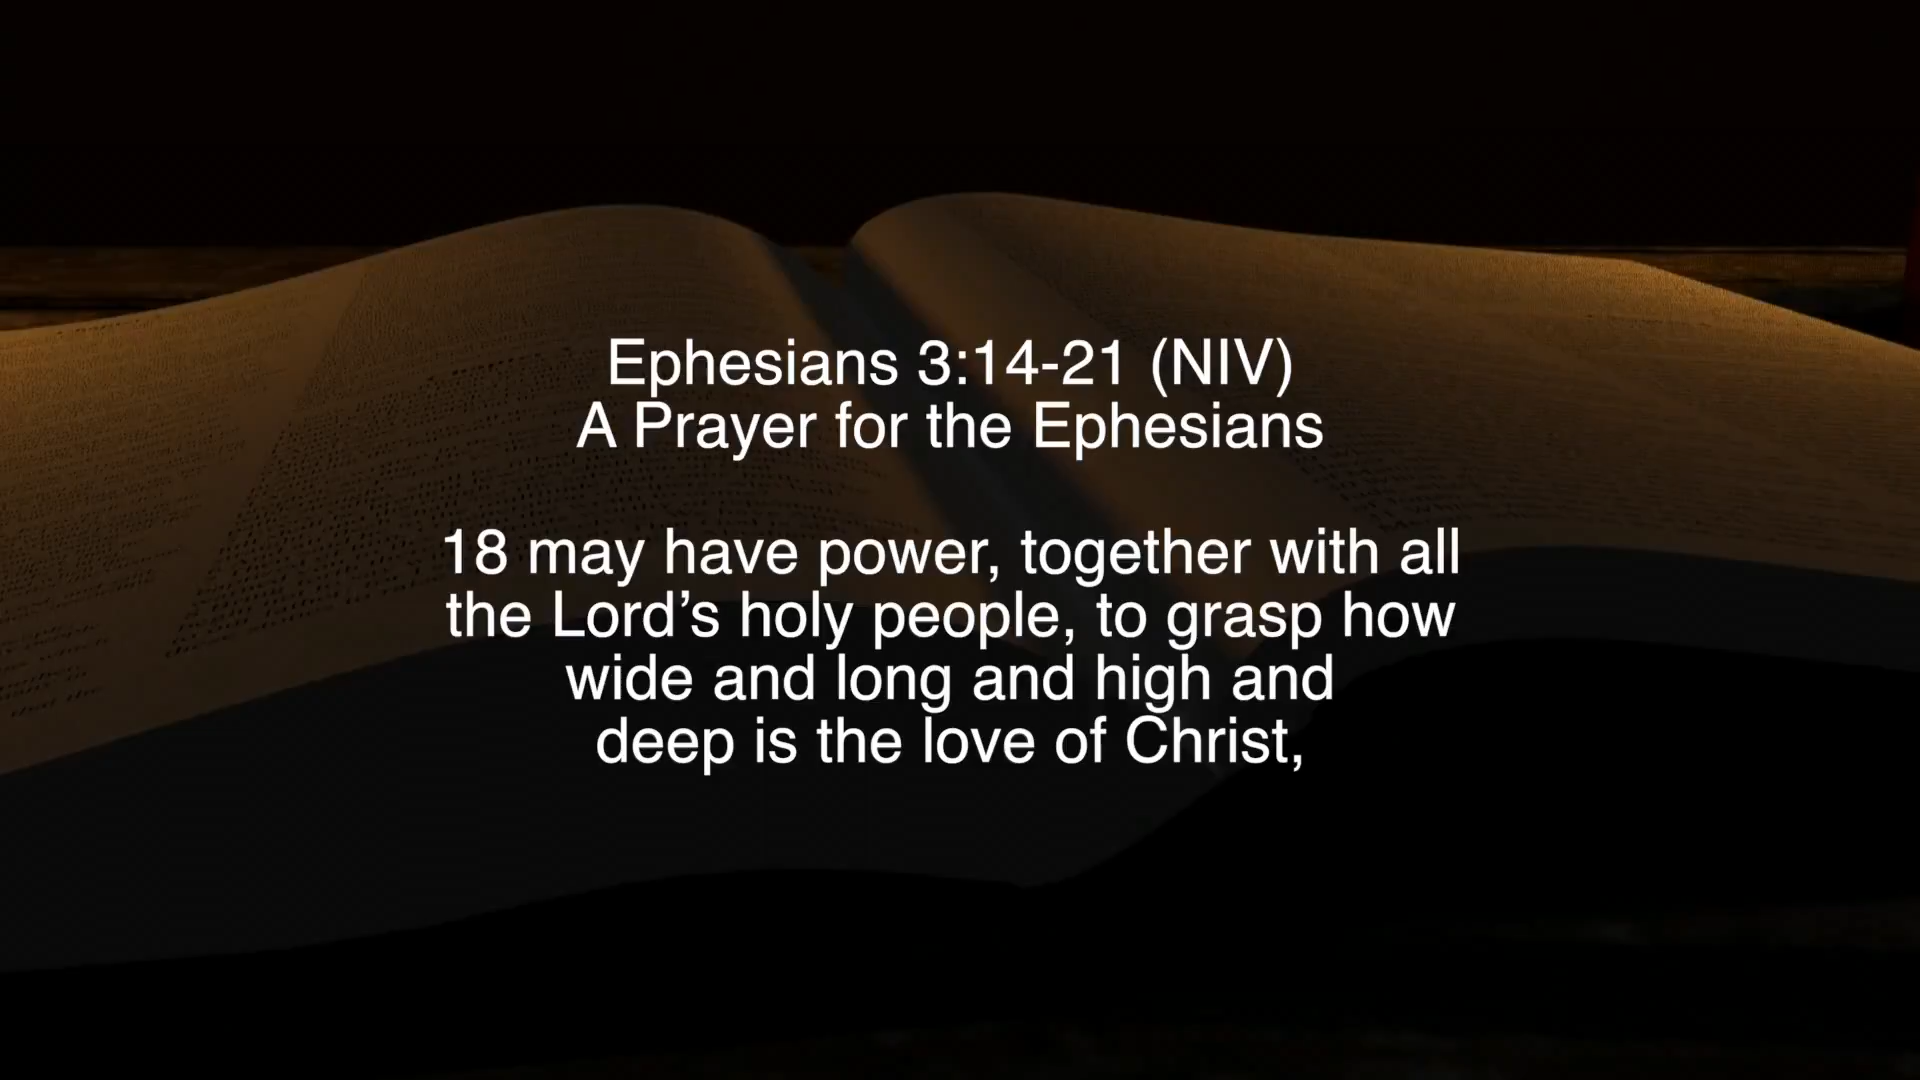 Ephesians 3:14-21 (NIV)
A Prayer for the Ephesians
18 may have power, together with all
the Lord’s holy people, to grasp how
wide and long and high and
deep is the love of Christ,